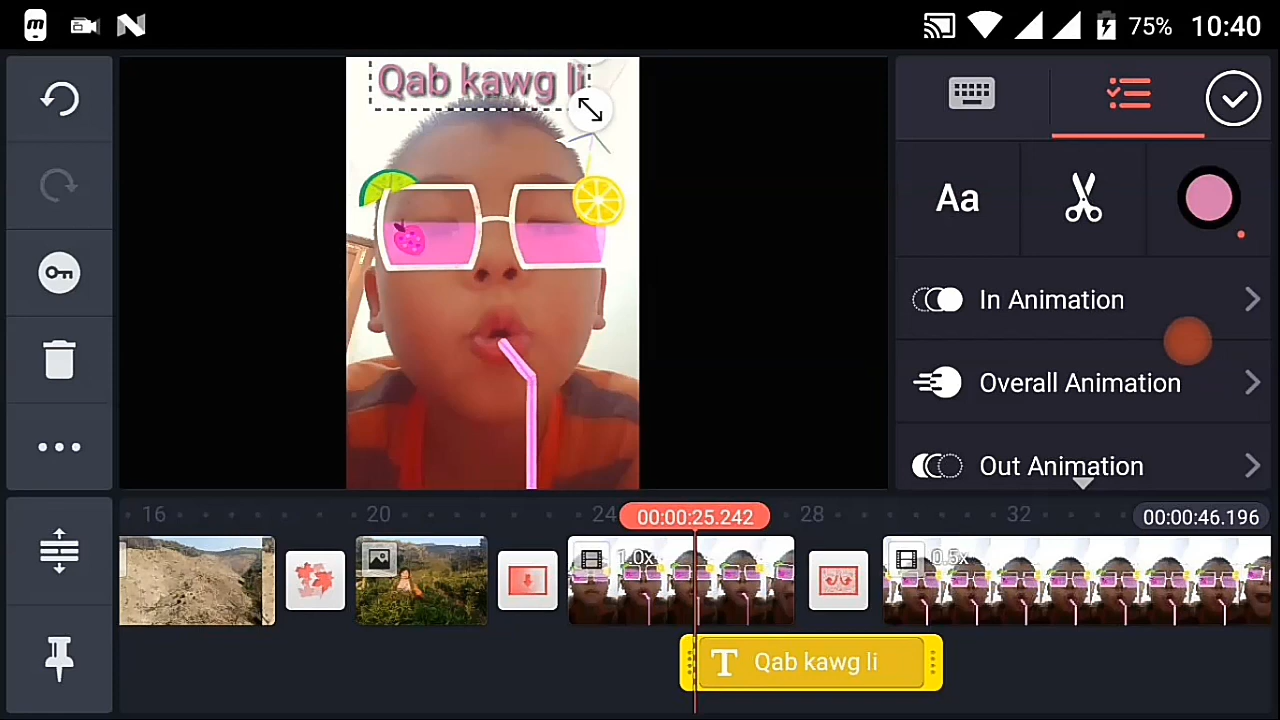 75% 10:40
Qab kawg li
Aa
In Animation
Overall Animation
Out Animation
16 20 24 00:00:25.242 28 32 00:00:46.196
1.0x 0.5x
T Qab kawg li